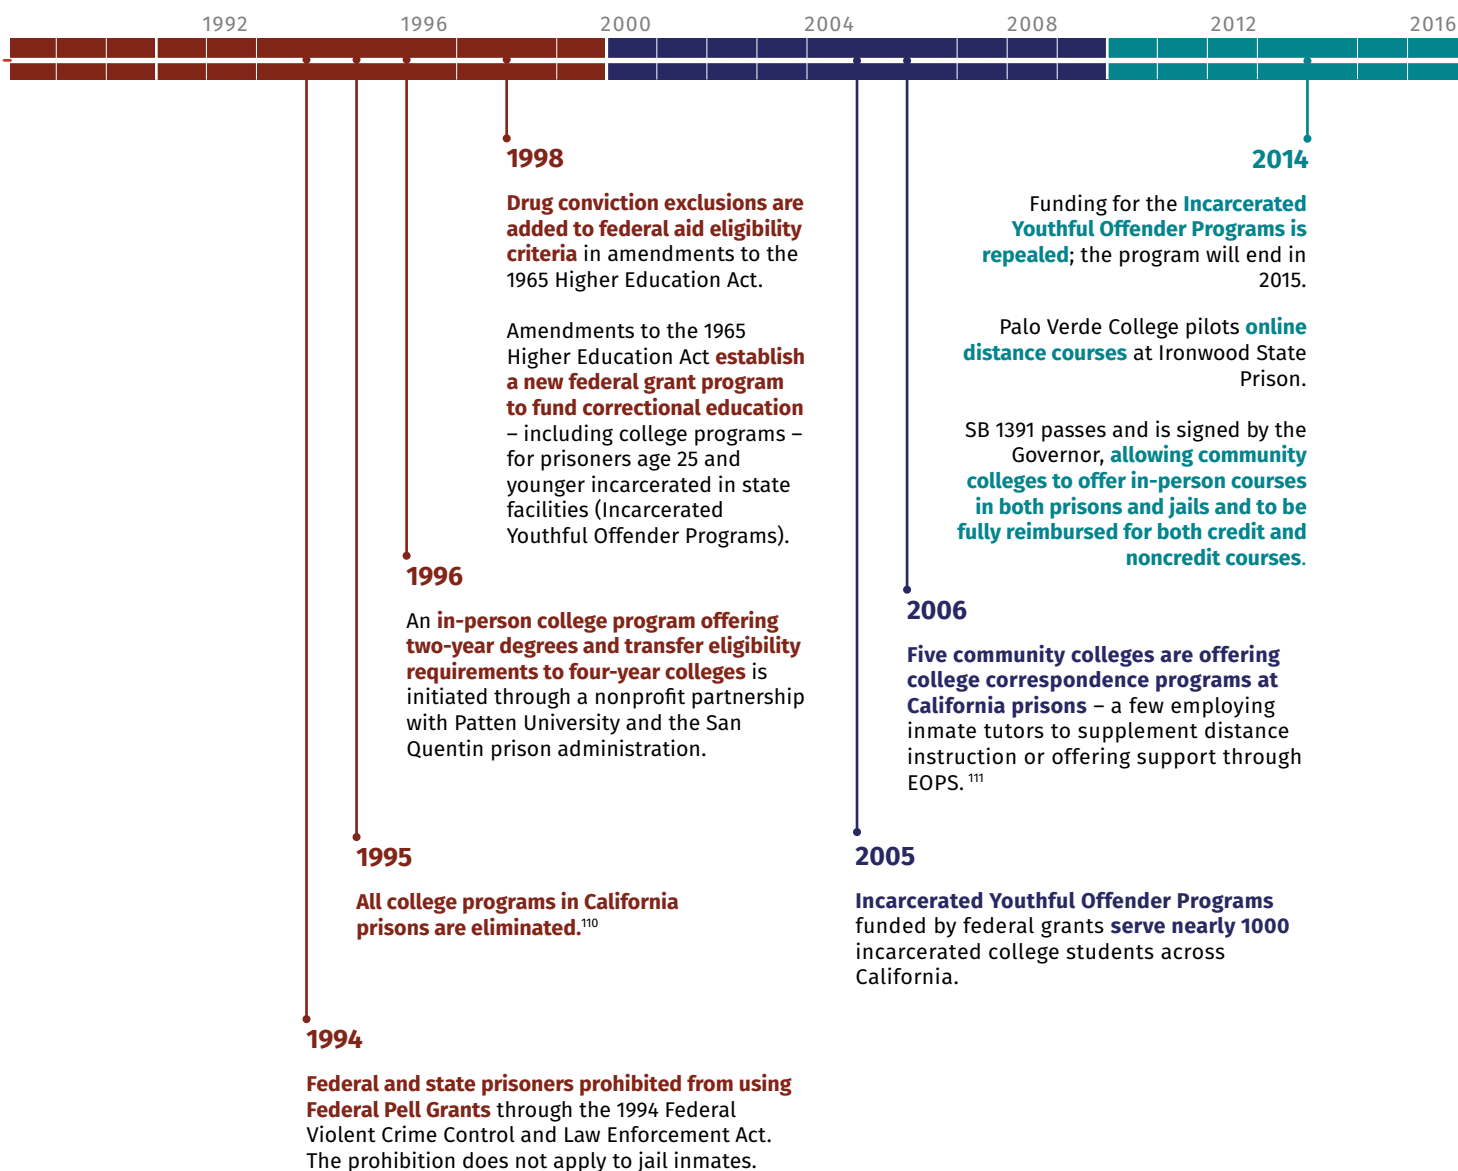 1992 1996 2000 2004 2008 2012 2016
1998
Drug conviction exclusions are
added to federal aid eligibility
criteria in amendments to the
1965 Higher Education Act.
Amendments to the 1965
Higher Education Act establish
a new federal grant program
to fund correctional education
– including college programs –
for prisoners age 25 and
younger incarcerated in state
facilities (Incarcerated
Youthful Offender Programs).
2014
Funding for the Incarcerated
Youthful Offender Programs is
repealed; the program will end in
2015.
Palo Verde College pilots online
distance courses at Ironwood State
Prison.
SB 1391 passes and is signed by the
Governor, allowing community
colleges to offer in-person courses
in both prisons and jails and to be
fully reimbursed for both credit and
noncredit courses.
1996
An in-person college program offering
two-year degrees and transfer eligibility
requirements to four-year colleges is
initiated through a nonprofit partnership
with Patten University and the San
Quentin prison administration.
2006
Five community colleges are offering
college correspondence programs at
California prisons – a few employing
inmate tutors to supplement distance
instruction or offering support through
EOPS. 111
1995
All college programs in California
prisons are eliminated.110
2005
Incarcerated Youthful Offender Programs
funded by federal grants serve nearly 1000
incarcerated college students across
California.
1994
Federal and state prisoners prohibited from using
Federal Pell Grants through the 1994 Federal
Violent Crime Control and Law Enforcement Act.
The prohibition does not apply to jail inmates.